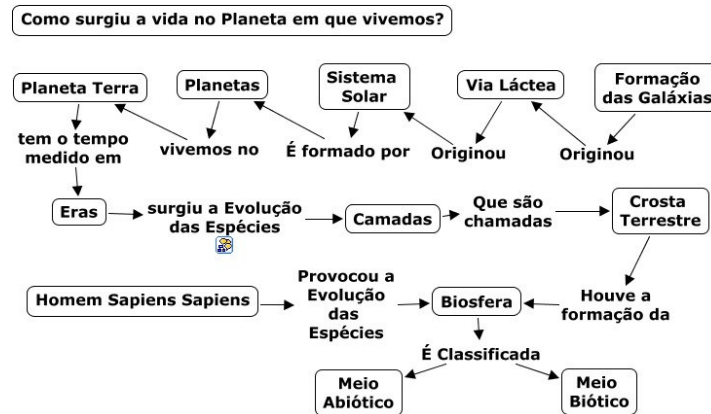 Como surgiu a vida no Planeta em que vivemos?
Planeta Terra
Planetas
Sistema
Solar
Via Láctea
Formação
das Galáxias
tem o tempo
medido em
vivemos no
É formado por
Originou
Originou
Eras
surgiu a Evolução
das Espécies
Camadas
Que são
chamadas
Crosta
Terrestre
Homem Sapiens Sapiens
Provocou a
Evolução
das
Espécies
Biosfera
Houve a
formação da
É Classificada
Meio
Abiótico
Meio
Biótico